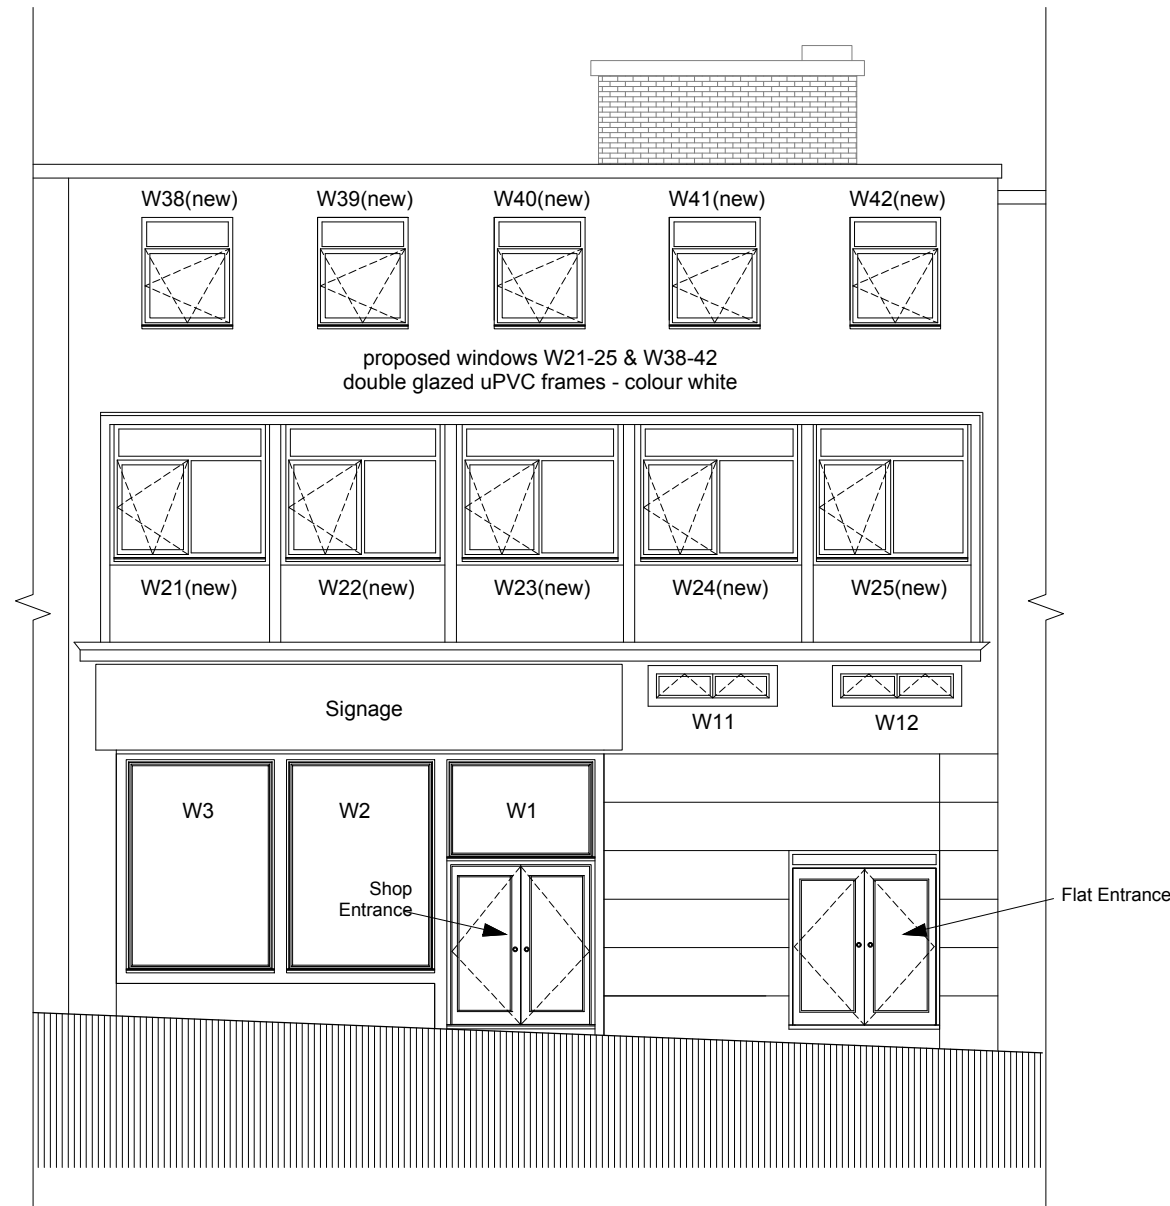 W38(new) W39(new) W40(new) W41(new) W42(new)
proposed windows W21-25 & W38-42
double glazed uPVC frames - colour white
W21(new) W22(new) W23(new) W24(new) W25(new)
Signage
W11 W12
W3 W2 W1
Shop
Entrance
Flat Entrance